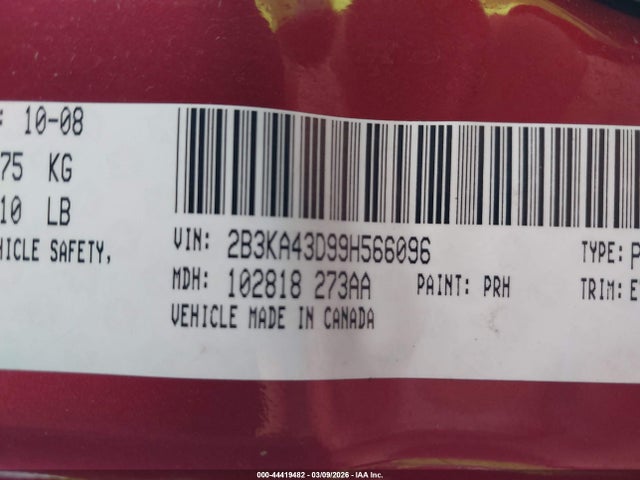 : 10-08
75 KG
10 LB
HICLE SAFETY,
VIN: 2B3KA43D99H566096 TYPE: P
MDH: 102818 273AA PAINT: PRH TRIM: E
VEHICLE MADE IN CANADA
000-44419482 - 03/09/2026 - IAA Inc.